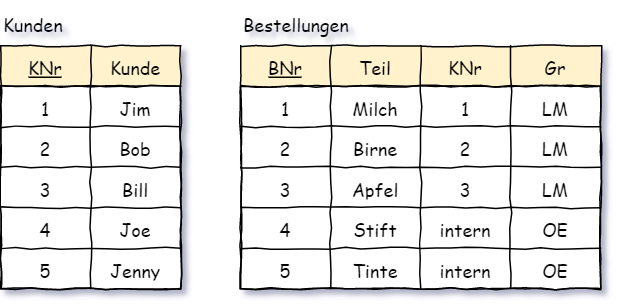 Kunden Bestellungen
KNr Kunde BNr Teil KNr Gr
1 Jim 1 Milch 1 LM
2 Bob 2 Birne 2 LM
3 Bill 3 Apfel 3 LM
4 Joe 4 Stift intern OE
5 Jenny 5 Tinte intern OE